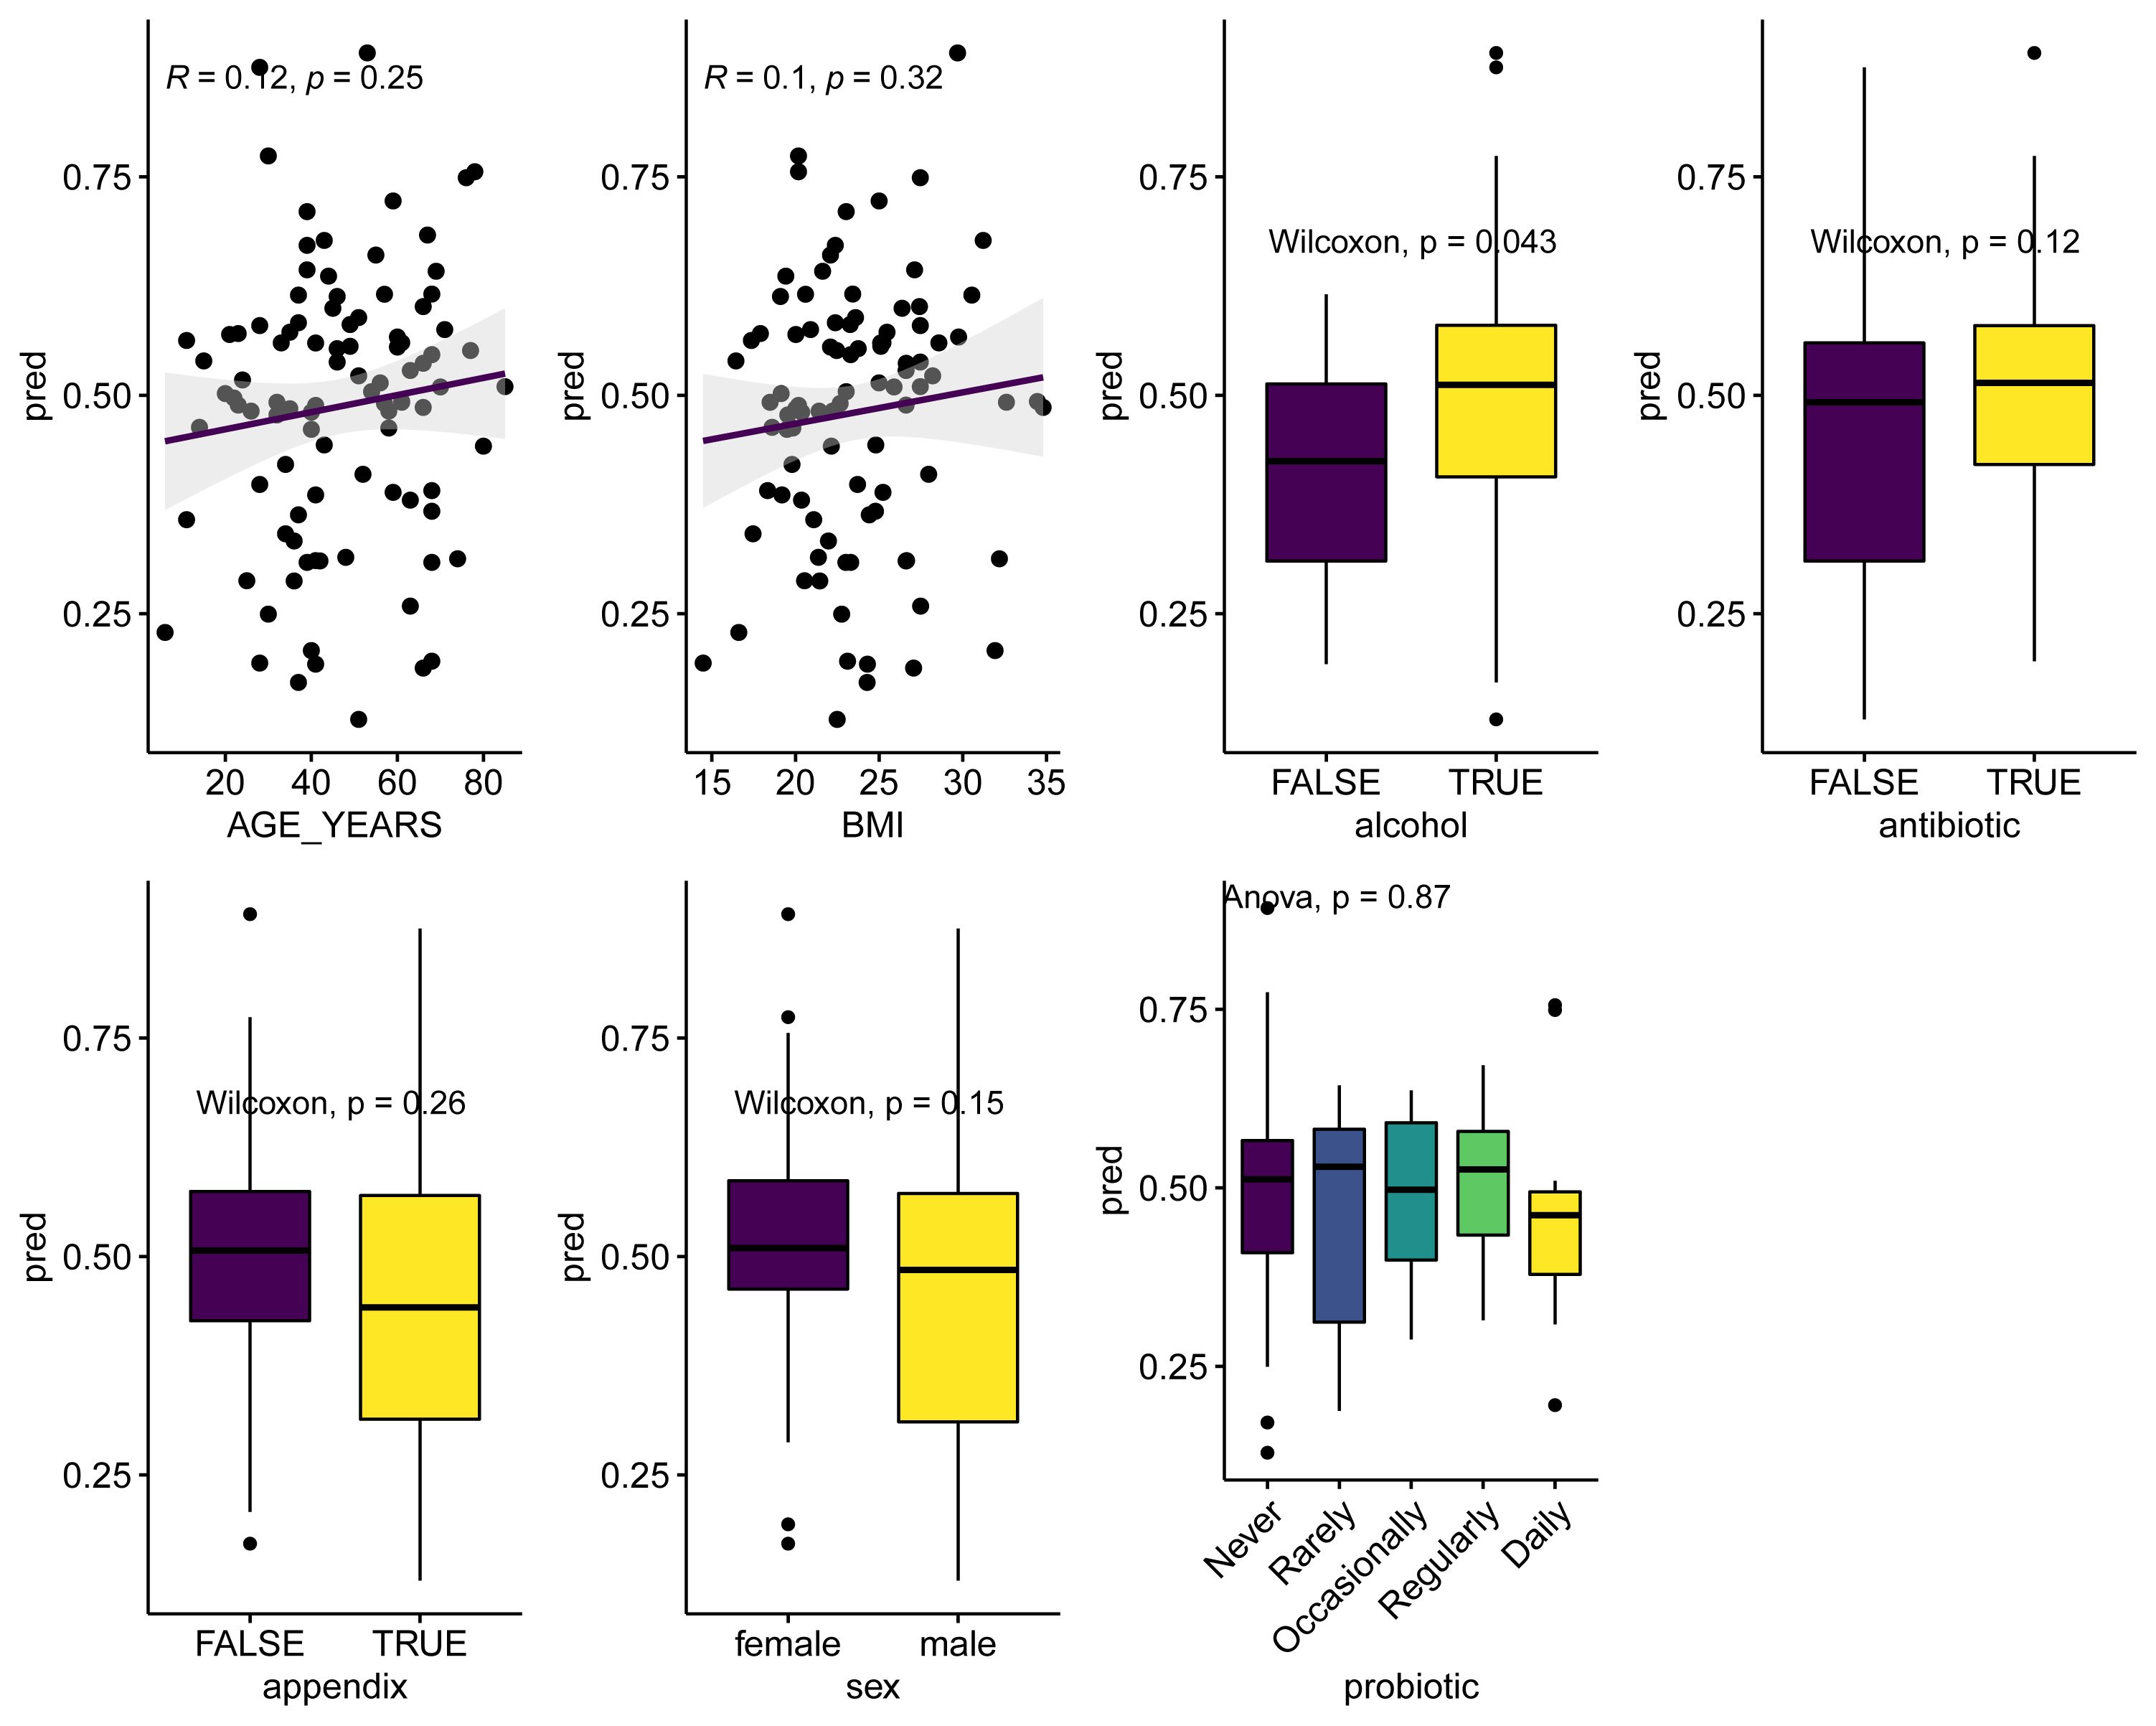 R = 0.12, p = 0.25
0.75
0.50
0.25
pred
20 40 60 80
AGE_YEARS
R = 0.1, p = 0.32
0.75
0.50
0.25
pred
15 20 25 30 35
BMI
0.75
Wilcoxon, p = 0.043
0.50
0.25
pred
FALSE TRUE
alcohol
0.75
Wilcoxon, p = 0.12
0.50
0.25
pred
FALSE TRUE
antibiotic
0.75
Wilcoxon, p = 0.26
0.50
0.25
pred
FALSE TRUE
appendix
0.75
Wilcoxon, p = 0.15
0.50
0.25
pred
female male
sex
Anova, p = 0.87
0.75
0.50
0.25
pred
Never
Rarely
Occasionally
Regularly
Daily
probiotic